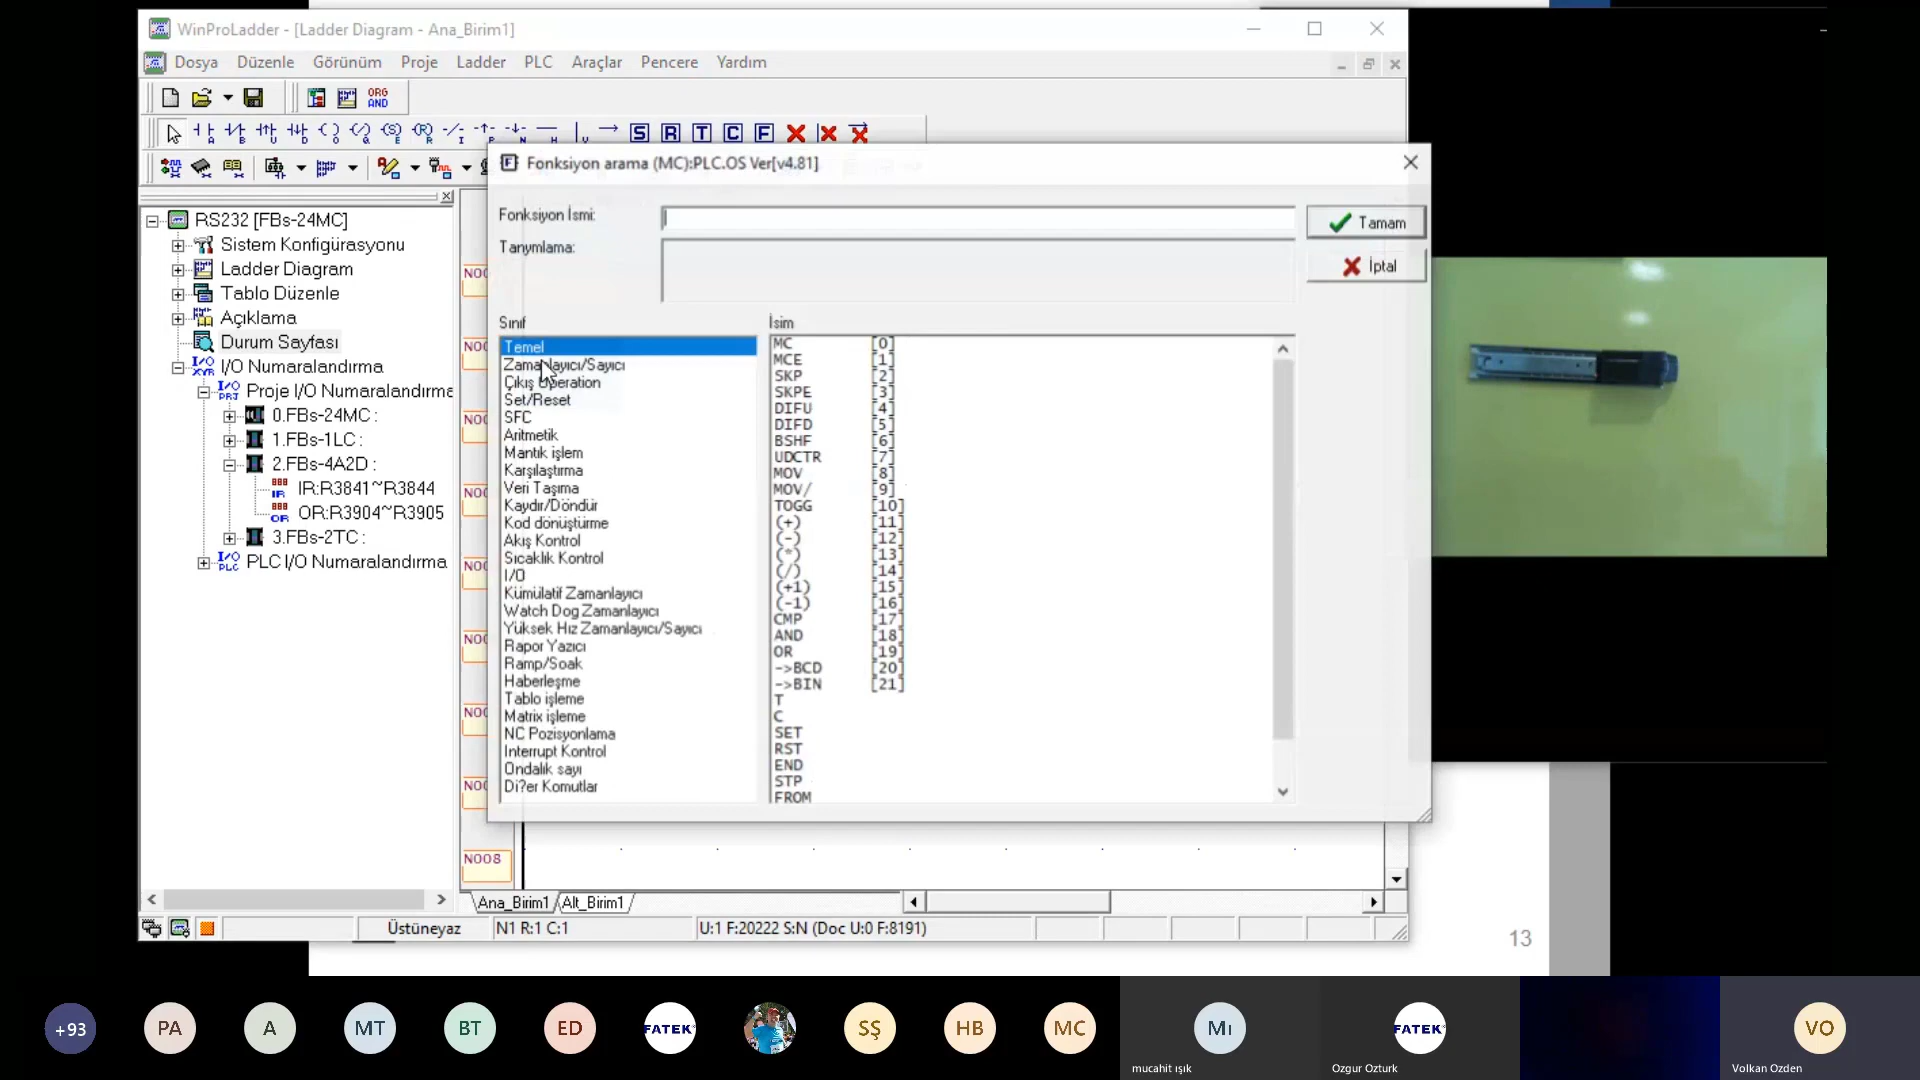 WinProLadder - [Ladder Diagram - Ana_Birim1]
Dosya Düzenle Görünüm Proje Ladder PLC Araçlar Pencere Yardım
ORG
AND
A B U D O Q E R I P N H U S R T C F
Fonksiyon arama (MC):PLC.OS Ver[v4.81]
RS232 [FBs-24MC]
Sistem Konfigürasyonu
Ladder Diagram
Tablo Düzenle
Açıklama
Durum Sayfası
I/O Numaralandırma
Proje I/O Numaralandırma
0.FBs-24MC :
1.FBs-1LC :
2.FBs-4A2D :
IR:R3841~R3844
OR:R3904~R3905
3.FBs-2TC :
PLC I/O Numaralandırma
Fonksiyon İsmi:
Tanymlama:
Tamam
İptal
Sınıf
Temel
Zamanlayıcı/Sayıcı
Çıkış Operation
Set/Reset
SFC
Aritmetik
Mantık işlem
Karşılaştırma
Veri Taşıma
Kaydır/Döndür
Kod dönüştürme
Akış Kontrol
Sıcaklık Kontrol
I/O
Kümülatif Zamanlayıcı
Watch Dog Zamanlayıcı
Yüksek Hız Zamanlayıcı/Sayıcı
Rapor Yazıcı
Ramp/Soak
Haberleşme
Tablo işleme
Matrix işleme
NC Pozisyonlama
Interrupt Kontrol
Ondalık sayı
Di?er Komutlar
İsim
MC [0]
MCE [1]
SKP [2]
SKPE [3]
DIFU [4]
DIFD [5]
BSHF [6]
UDCTR [7]
MOV [8]
MOV/ [9]
TOGG [10]
(+) [11]
(-) [12]
(*) [13]
(/) [14]
(+1) [15]
(-1) [16]
CMP [17]
AND [18]
OR [19]
->BCD [20]
->BIN [21]
T
C
SET
RST
END
STP
FROM
N008
Ana_Birim1 Alt_Birim1
Üstüneyaz N1 R:1 C:1 U:1 F:20222 S:N (Doc U:0 F:8191)
13
+93 PA A MT BT ED FATEK SŞ HB MC Mı FATEK VO
mucahit ışık Ozgur Ozturk Volkan Ozden